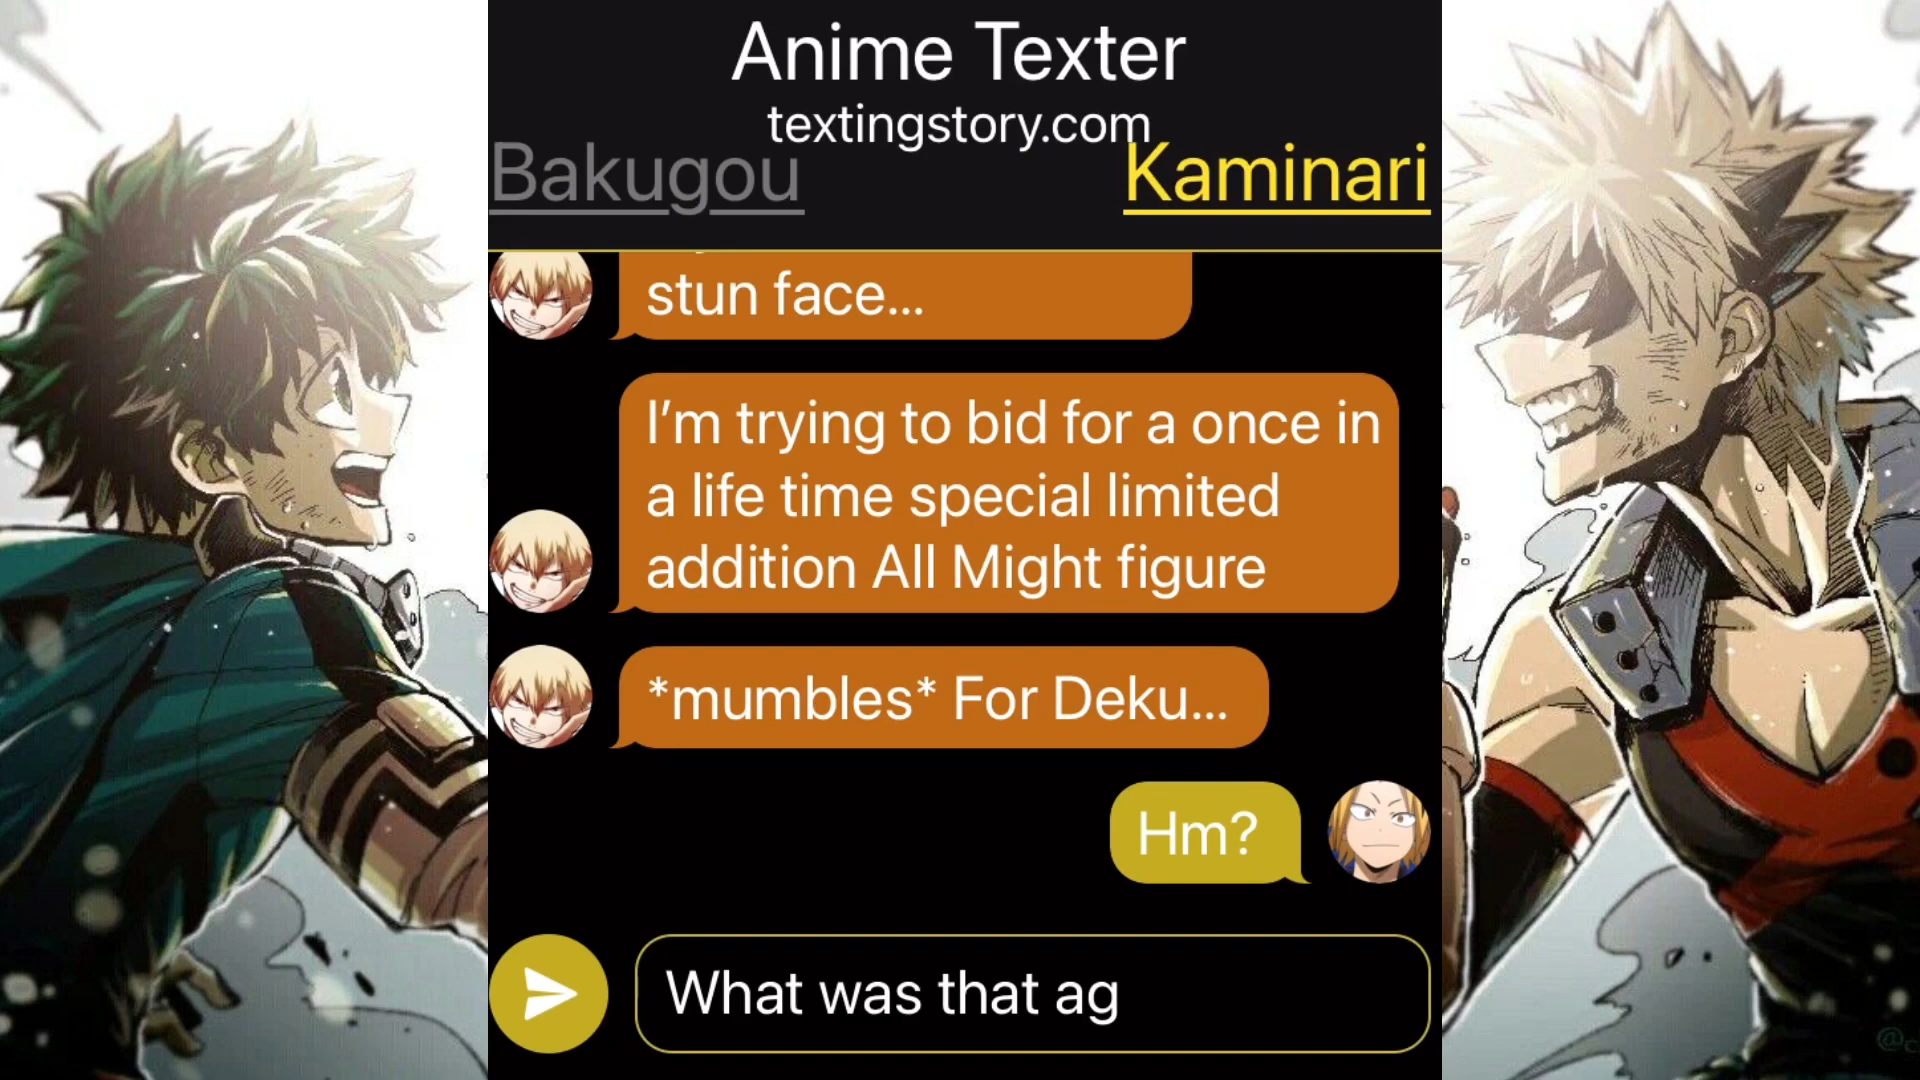 Anime Texter
textingstory.com
Bakugou
Kaminari
stun face...
I'm trying to bid for a once in
a life time special limited
addition All Might figure
*mumbles* For Deku...
Hm?
What was that ag